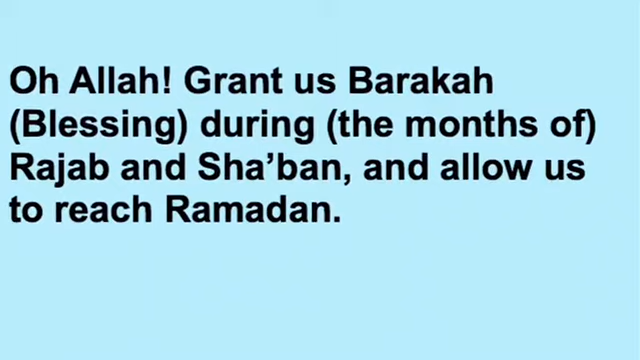 Oh Allah! Grant us Barakah
(Blessing) during (the months of)
Rajab and Sha’ban, and allow us
to reach Ramadan.